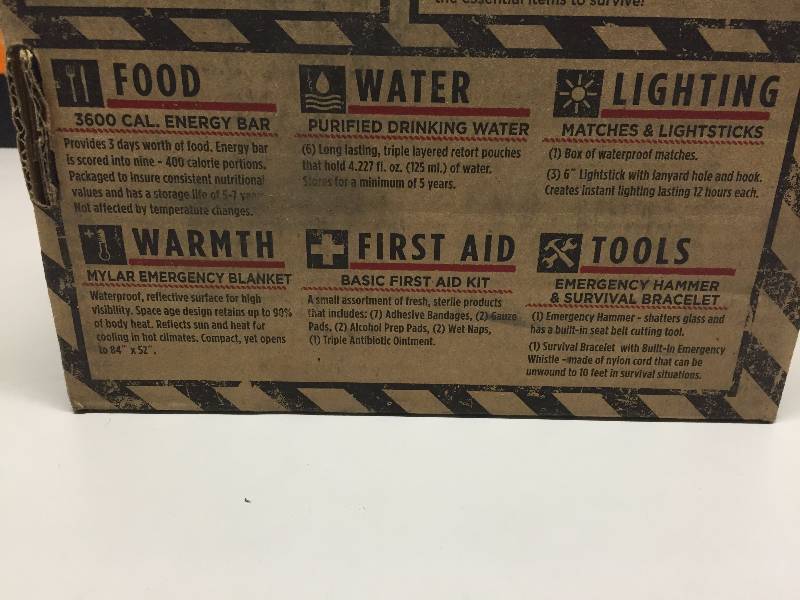 the essential items to survive!
FOOD
3600 CAL. ENERGY BAR
Provides 3 days worth of food. Energy bar
is scored into nine - 400 calorie portions.
Packaged to insure consistent nutritional
values and has a storage life of 5-7 years.
Not affected by temperature changes.
WATER
PURIFIED DRINKING WATER
(6) Long lasting, triple layered retort pouches
that hold 4.227 fl. oz. (125 ml.) of water.
Stores for a minimum of 5 years.
LIGHTING
MATCHES & LIGHTSTICKS
(1) Box of waterproof matches.
(3) 6" Lightstick with lanyard hole and hook.
Creates instant lighting lasting 12 hours each.
WARMTH
MYLAR EMERGENCY BLANKET
Waterproof, reflective surface for high
visibility. Space age design retains up to 90%
of body heat. Reflects sun and heat for
cooling in hot climates. Compact, yet opens
to 84" x 52".
FIRST AID
BASIC FIRST AID KIT
A small assortment of fresh, sterile products
that includes: (7) Adhesive Bandages, (2) Gauze
Pads, (2) Alcohol Prep Pads, (2) Wet Naps,
(1) Triple Antibiotic Ointment.
TOOLS
EMERGENCY HAMMER
& SURVIVAL BRACELET
(1) Emergency Hammer - shatters glass and
has a built-in seat belt cutting tool.
(1) Survival Bracelet with Built-In Emergency
Whistle - made of nylon cord that can be
unwound to 10 feet in survival situations.